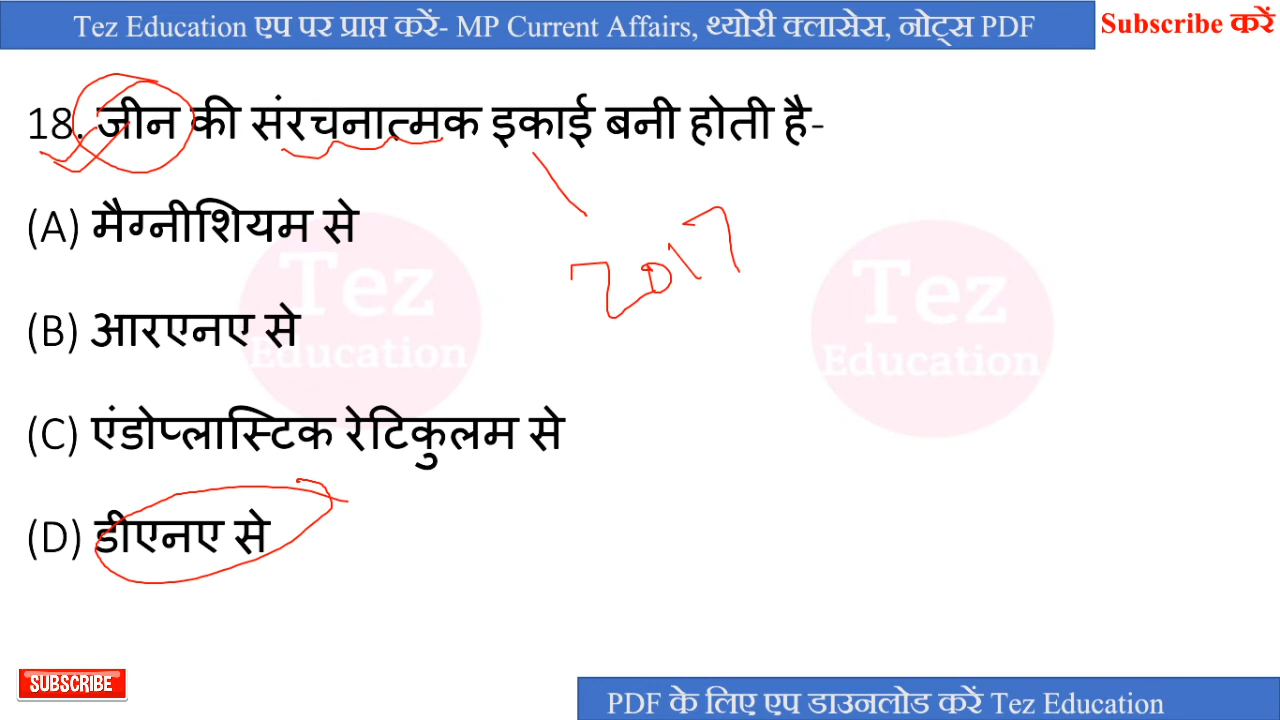 Tez Education एप पर प्राप्त करें- MP Current Affairs, थ्योरी क्लासेस, नोट्स PDF
Subscribe करें
18. जीन की संरचनात्मक इकाई बनी होती है-
(A) मैग्नीशियम से
2017
(B) आरएनए से
(C) एंडोप्लास्टिक रेटिकुलम से
(D) डीएनए से
Tez
Education
Tez
Education
SUBSCRIBE
PDF के लिए एप डाउनलोड करें Tez Education